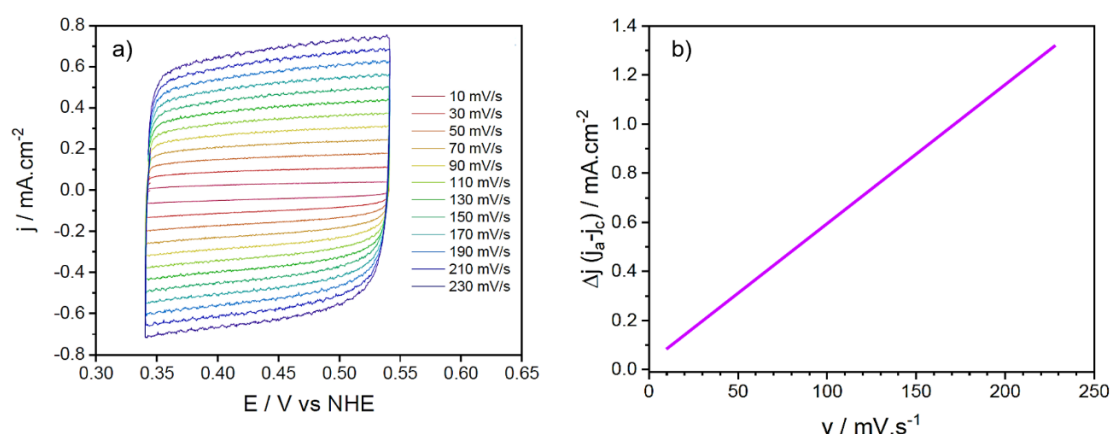 a)
0.8
0.6
0.4
0.2
0.0
-0.2
-0.4
-0.6
-0.8
j / mA.cm⁻²
0.30 0.35 0.40 0.45 0.50 0.55 0.60 0.65
E / V vs NHE
10 mV/s
30 mV/s
50 mV/s
70 mV/s
90 mV/s
110 mV/s
130 mV/s
150 mV/s
170 mV/s
190 mV/s
210 mV/s
230 mV/s
b)
1.4
1.2
1.0
0.8
0.6
0.4
0.2
0.0
Δj (jₐ-j_c) / mA.cm⁻²
0 50 100 150 200 250
v / mV.s⁻¹